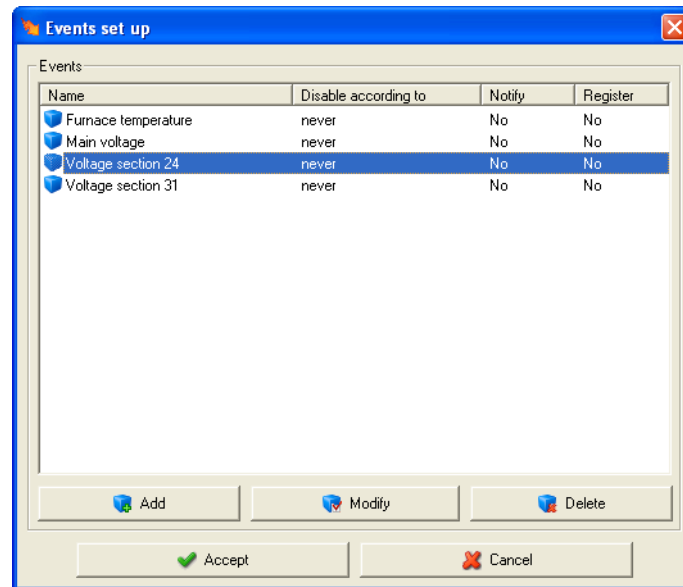 Events set up
Events
Name Disable according to Notify Register
Furnace temperature never No No
Main voltage never No No
Voltage section 24 never No No
Voltage section 31 never No No
Add Modify Delete
Accept Cancel